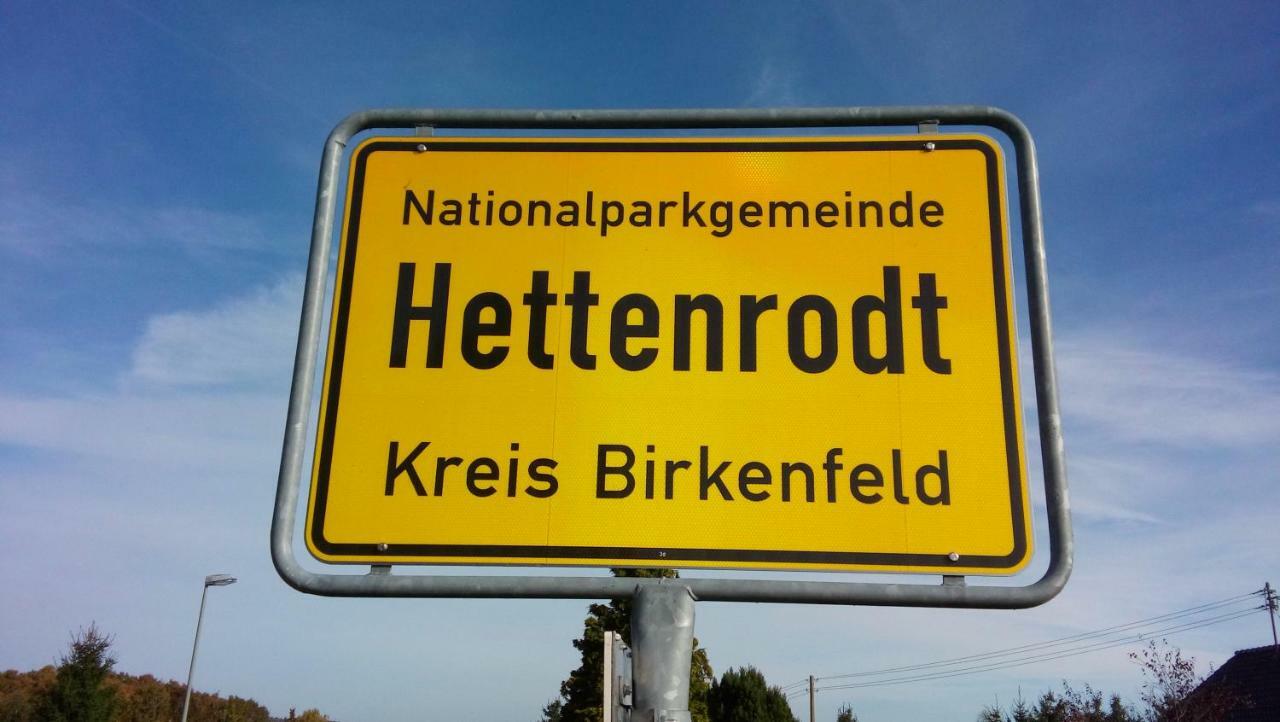 Nationalparkgemeinde
Hettenrodt
Kreis Birkenfeld